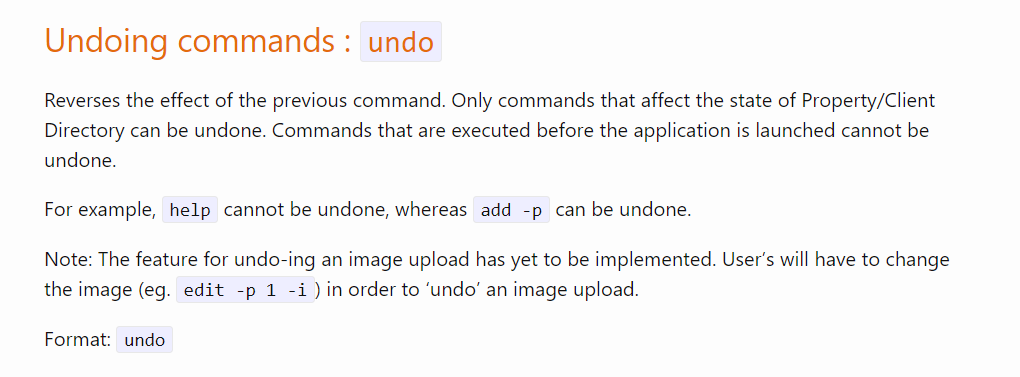 Undoing commands : undo
Reverses the effect of the previous command. Only commands that affect the state of Property/Client
Directory can be undone. Commands that are executed before the application is launched cannot be
undone.
For example, help cannot be undone, whereas add -p can be undone.
Note: The feature for undo-ing an image upload has yet to be implemented. User’s will have to change
the image (eg. edit -p 1 -i ) in order to ‘undo’ an image upload.
Format: undo